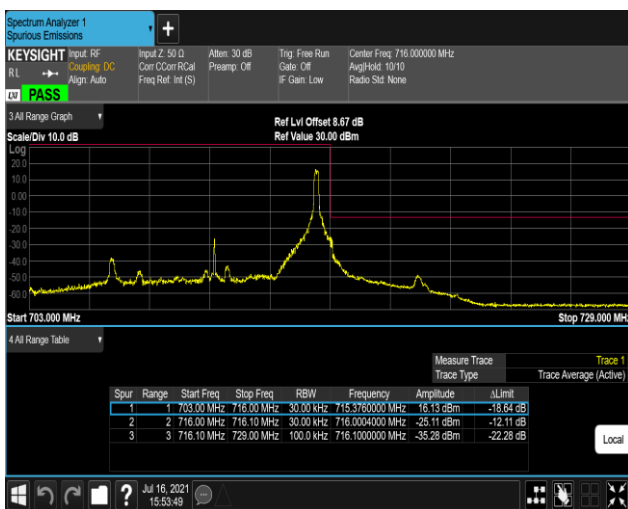 Spectrum Analyzer 1
Spurious Emissions
+
KEYSIGHT Input: RF Input Z: 50 Ω Atten: 30 dB Trig: Free Run Center Freq: 716.000000 MHz
RL Coupling: DC Corr CCorr RCal Preamp: Off Gate: Off Avg|Hold: 10/10
Align: Auto Freq Ref: Int (S) IF Gain: Low Radio Std: None
LXI PASS
3 All Range Graph
Ref Lvl Offset 8.67 dB
Scale/Div 10.0 dB Ref Value 30.00 dBm
Log
20.0
10.0
0.00
-10.0
-20.0
-30.0
-40.0
-50.0
-60.0
Start 703.000 MHz Stop 729.000 MHz
4 All Range Table
Measure Trace Trace 1
Trace Type Trace Average (Active)
Spur Range Start Freq Stop Freq RBW Frequency Amplitude ΔLimit
1 1 703.00 MHz 716.00 MHz 30.00 kHz 715.3760000 MHz 16.13 dBm -18.64 dB
2 2 716.00 MHz 716.10 MHz 30.00 kHz 716.0004000 MHz -25.11 dBm -12.11 dB
3 3 716.10 MHz 729.00 MHz 100.0 kHz 716.1000000 MHz -35.28 dBm -22.28 dB
Local
? Jul 16, 2021
15:53:49